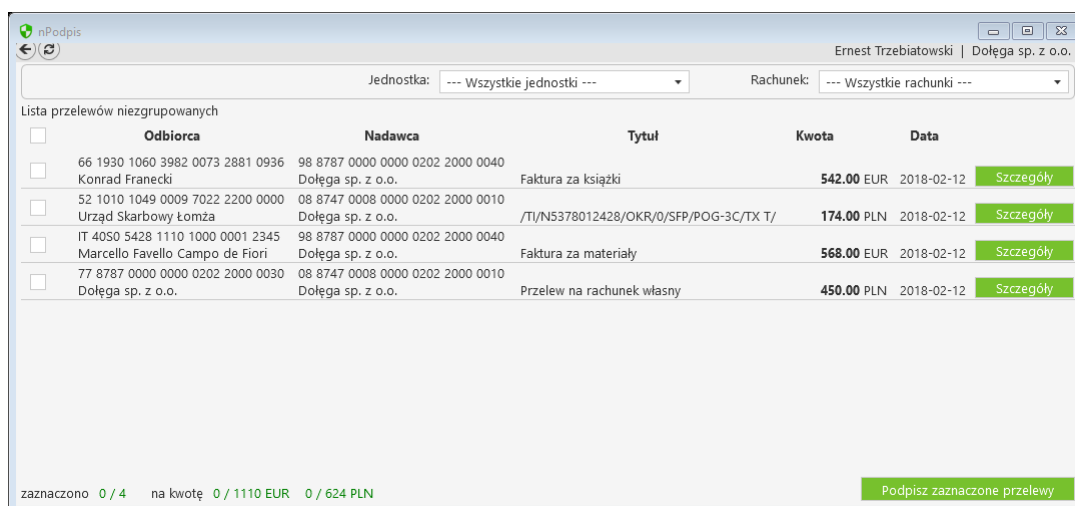 nPodpis
Ernest Trzebiatowski | Dołęga sp. z o.o.
Jednostka: --- Wszystkie jednostki --- Rachunek: --- Wszystkie rachunki ---
Lista przelewów niezgrupowanych
Odbiorca Nadawca Tytuł Kwota Data
66 1930 1060 3982 0073 2881 0936 98 8787 0000 0000 0202 2000 0040
Konrad Franecki Dołęga sp. z o.o. Faktura za książki 542.00 EUR 2018-02-12 Szczegóły
52 1010 1049 0009 7022 2200 0000 08 8747 0008 0000 0202 2000 0010
Urząd Skarbowy Łomża Dołęga sp. z o.o. /TI/N5378012428/OKR/0/SFP/POG-3C/TX T/ 174.00 PLN 2018-02-12 Szczegóły
IT 40S0 5428 1110 1000 0001 2345 98 8787 0000 0000 0202 2000 0040
Marcello Favello Campo de Fiori Dołęga sp. z o.o. Faktura za materiały 568.00 EUR 2018-02-12 Szczegóły
77 8787 0000 0000 0202 2000 0030 08 8747 0008 0000 0202 2000 0010
Dołęga sp. z o.o. Dołęga sp. z o.o. Przelew na rachunek własny 450.00 PLN 2018-02-12 Szczegóły
zaznaczono 0 / 4 na kwotę 0 / 1110 EUR 0 / 624 PLN Podpisz zaznaczone przelewy